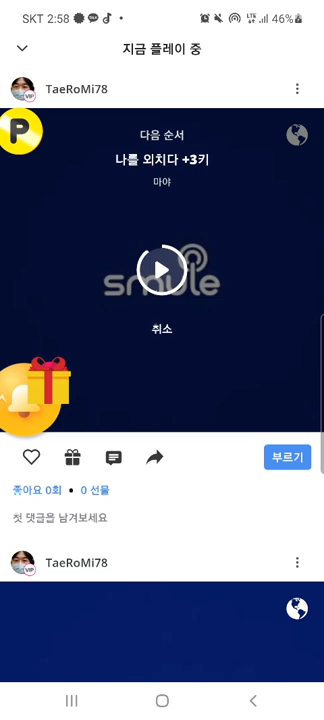 SKT 2:58
LTE 46%
지금 플레이 중
TaeRoMi78
VIP
P
다음 순서
나를 외치다 +3키
마야
smule
취소
부르기
좋아요 0회 • 0 선물
첫 댓글을 남겨보세요
TaeRoMi78
VIP